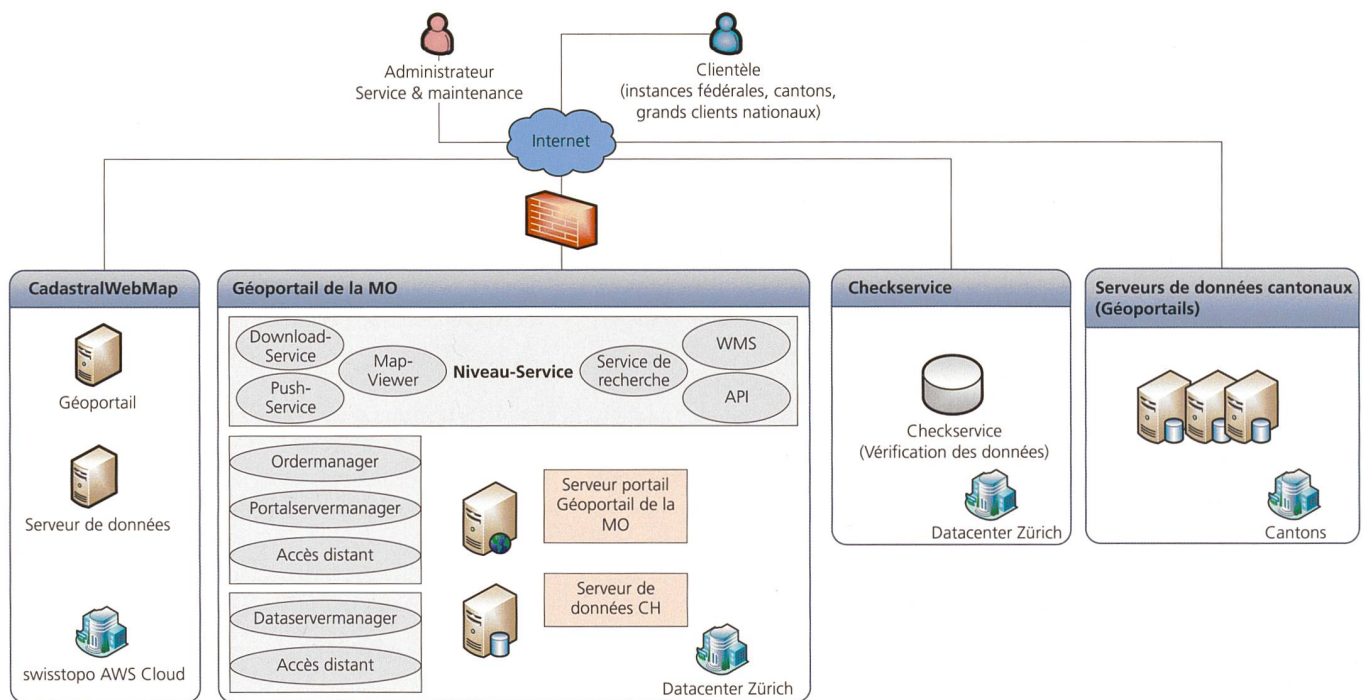 Administrateur
Service & maintenance
Clientèle
(instances fédérales, cantons,
grands clients nationaux)
Internet
CadastralWebMap
Géoportail
Serveur de données
swisstopo AWS Cloud
Géoportail de la MO
Download-
Service
Push-
Service
Map-
Viewer
Niveau-Service
Service de
recherche
WMS
API
Ordermanager
Portalservermanager
Accès distant
Serveur portail
Géoportail de la
MO
Dataservermanager
Accès distant
Serveur de
données CH
Datacenter Zürich
Checkservice
Checkservice
(Vérification des données)
Datacenter Zürich
Serveurs de données cantonaux
(Géoportails)
Cantons